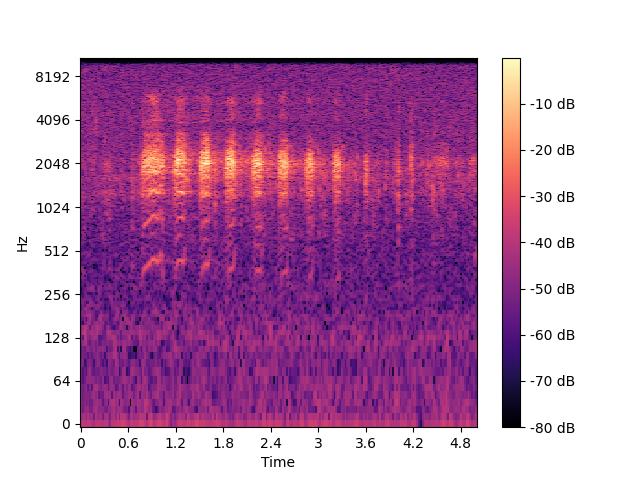 8192
4096
2048
1024
512
256
128
64
0
Hz
0 0.6 1.2 1.8 2.4 3 3.6 4.2 4.8
Time
-10 dB
-20 dB
-30 dB
-40 dB
-50 dB
-60 dB
-70 dB
-80 dB